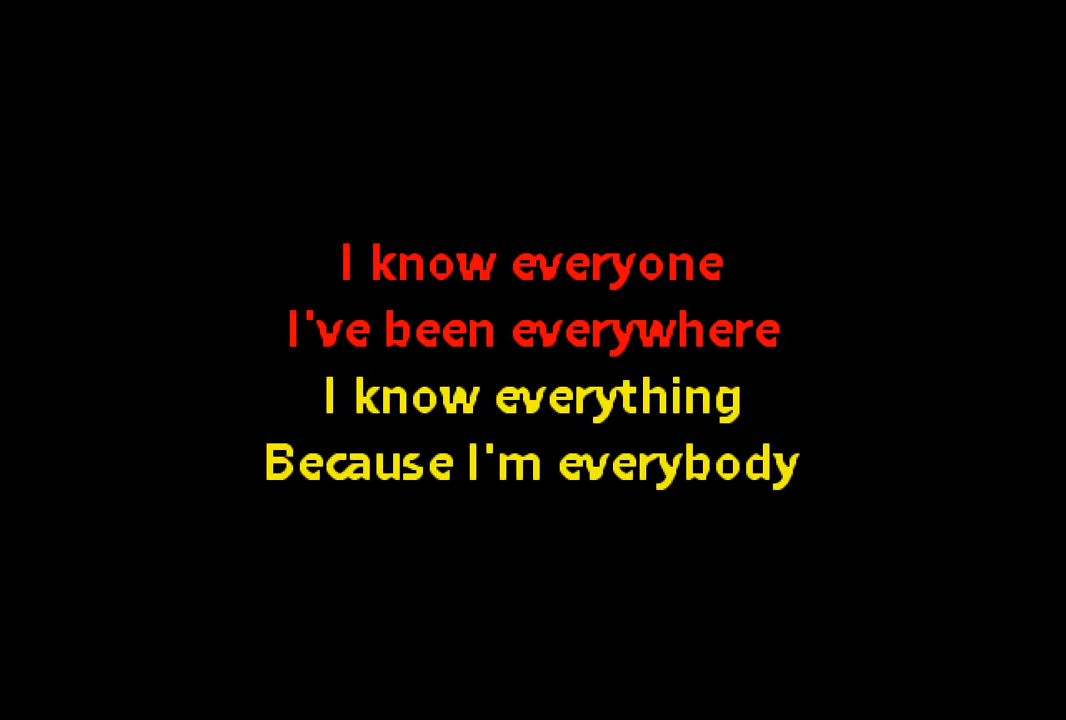 I know everyone
I've been everywhere
I know everything
Because I'm everybody